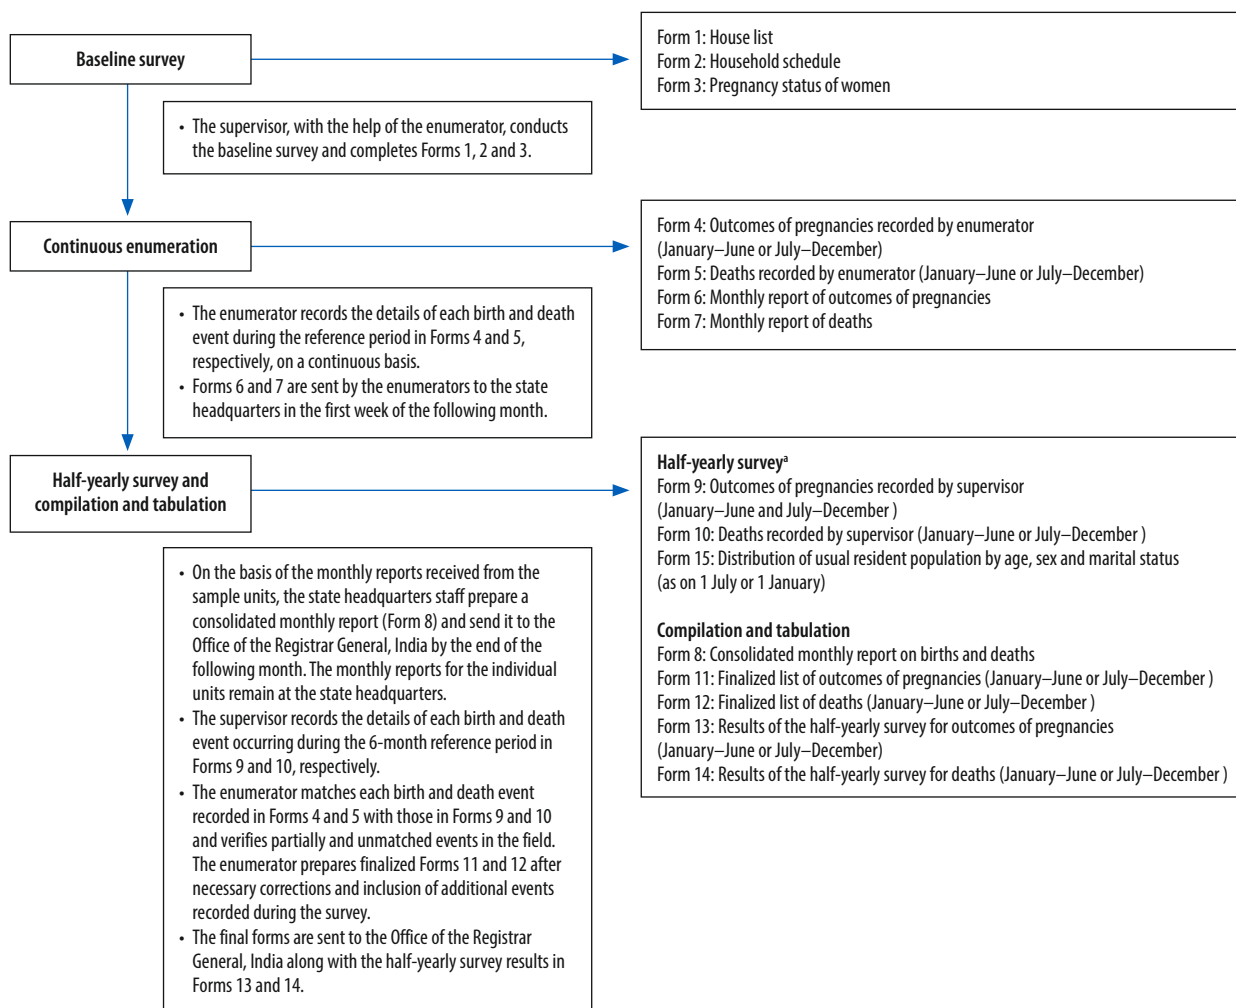 Baseline survey
Form 1: House list
Form 2: Household schedule
Form 3: Pregnancy status of women
• The supervisor, with the help of the enumerator, conducts
the baseline survey and completes Forms 1, 2 and 3.
Continuous enumeration
Form 4: Outcomes of pregnancies recorded by enumerator
(January–June or July–December)
Form 5: Deaths recorded by enumerator (January–June or July–December)
Form 6: Monthly report of outcomes of pregnancies
Form 7: Monthly report of deaths
• The enumerator records the details of each birth and death
event during the reference period in Forms 4 and 5,
respectively, on a continuous basis.
• Forms 6 and 7 are sent by the enumerators to the state
headquarters in the first week of the following month.
Half-yearly survey and
compilation and tabulation
Half-yearly surveyᵃ
Form 9: Outcomes of pregnancies recorded by supervisor
(January–June and July–December )
Form 10: Deaths recorded by supervisor (January–June or July–December )
Form 15: Distribution of usual resident population by age, sex and marital status
(as on 1 July or 1 January)
Compilation and tabulation
Form 8: Consolidated monthly report on births and deaths
Form 11: Finalized list of outcomes of pregnancies (January–June or July–December )
Form 12: Finalized list of deaths (January–June or July–December )
Form 13: Results of the half-yearly survey for outcomes of pregnancies
(January–June or July–December)
Form 14: Results of the half-yearly survey for deaths (January–June or July–December )
• On the basis of the monthly reports received from the
sample units, the state headquarters staff prepare a
consolidated monthly report (Form 8) and send it to the
Office of the Registrar General, India by the end of the
following month. The monthly reports for the individual
units remain at the state headquarters.
• The supervisor records the details of each birth and death
event occurring during the 6-month reference period in
Forms 9 and 10, respectively.
• The enumerator matches each birth and death event
recorded in Forms 4 and 5 with those in Forms 9 and 10
and verifies partially and unmatched events in the field.
The enumerator prepares finalized Forms 11 and 12 after
necessary corrections and inclusion of additional events
recorded during the survey.
• The final forms are sent to the Office of the Registrar
General, India along with the half-yearly survey results in
Forms 13 and 14.